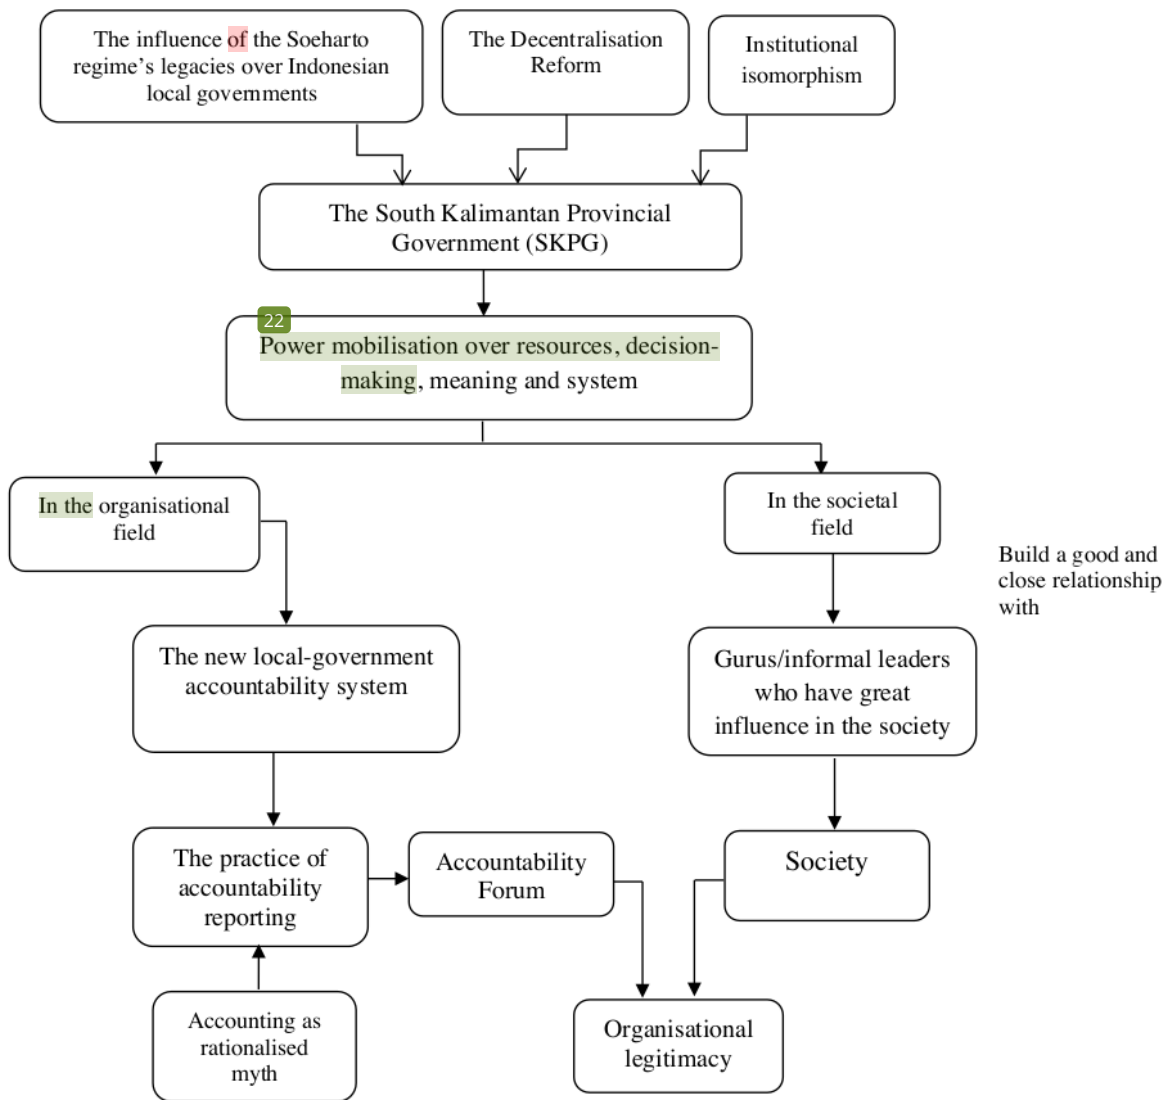 The influence of the Soeharto
regime's legacies over Indonesian
local governments
The Decentralisation
Reform
Institutional
isomorphism
The South Kalimantan Provincial
Government (SKPG)
22
Power mobilisation over resources, decision-
making, meaning and system
In the organisational
field
In the societal
field
Build a good and
close relationship
with
The new local-government
accountability system
Gurus/informal leaders
who have great
influence in the society
The practice of
accountability
reporting
Accountability
Forum
Society
Accounting as
rationalised
myth
Organisational
legitimacy